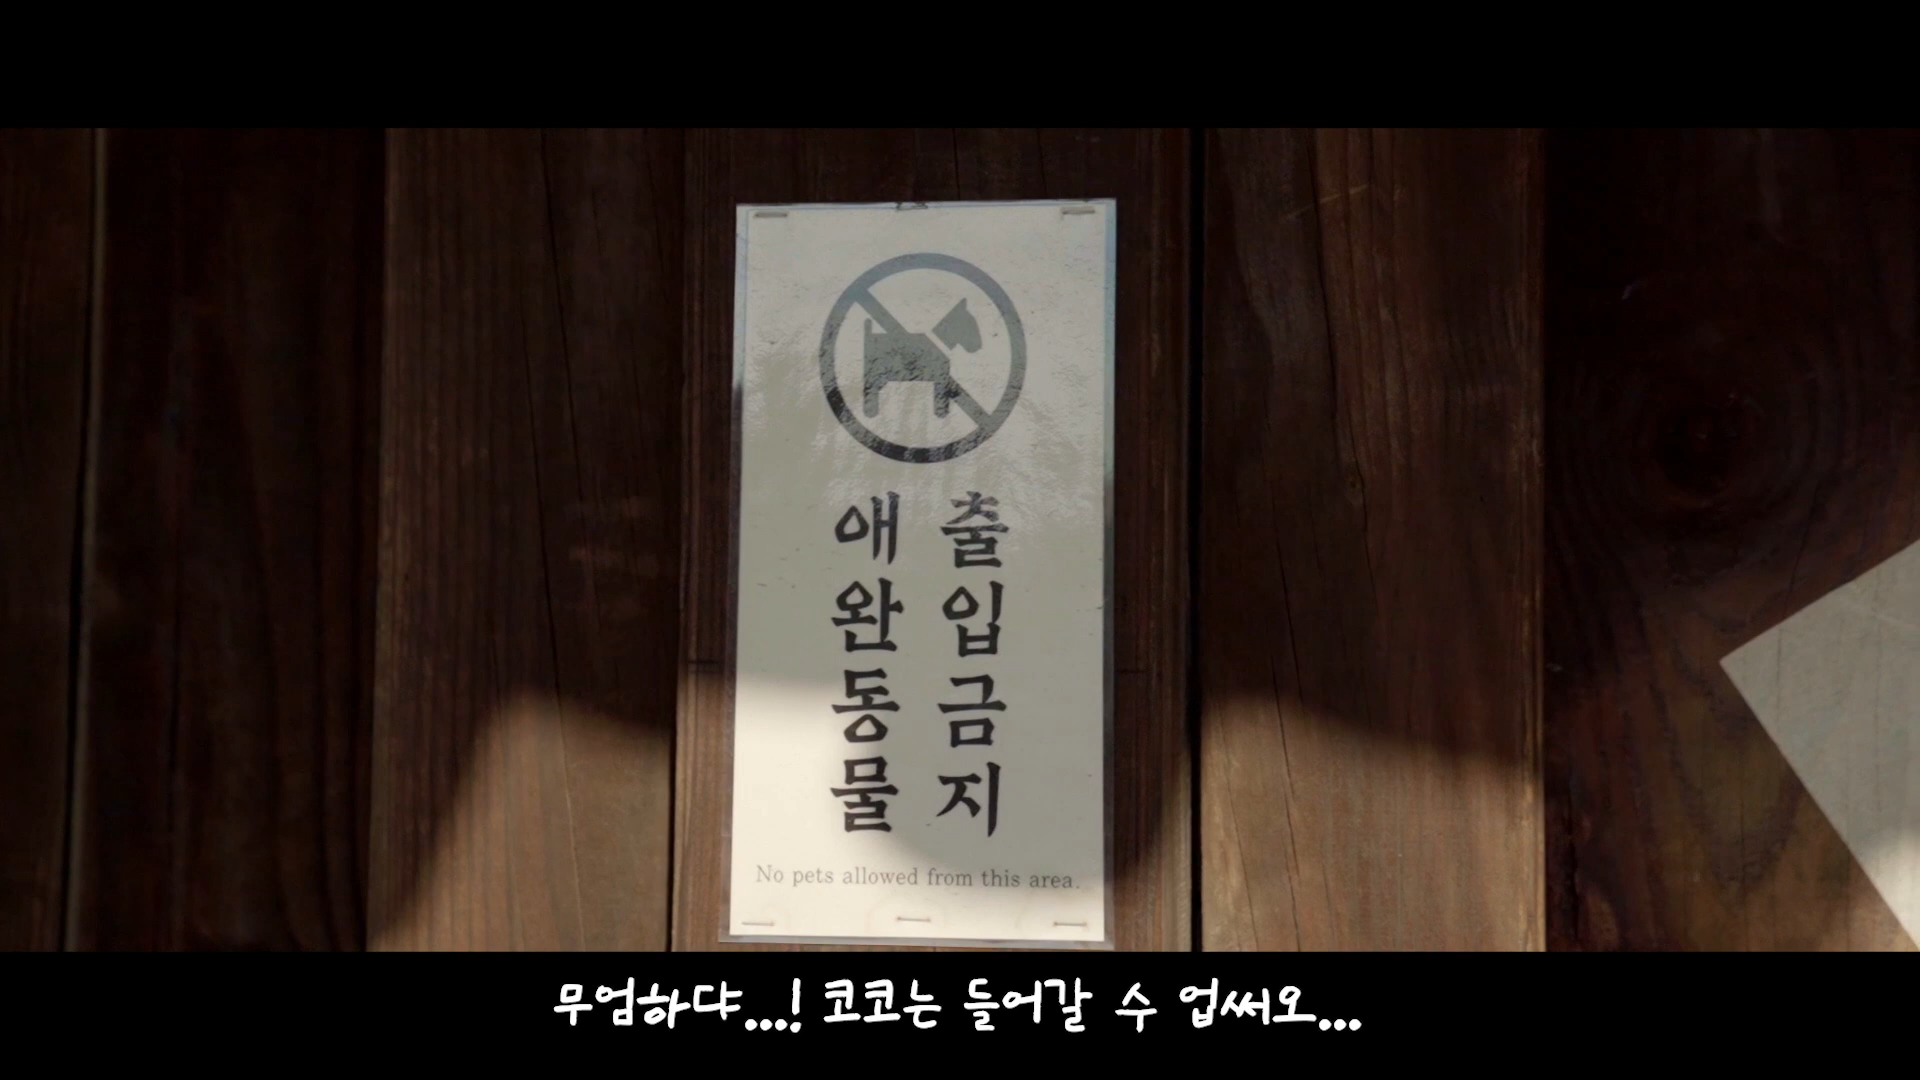 애완동물
출입금지
No pets allowed from this area.
무엄하댜...! 코코는 들어갈 수 업써오...